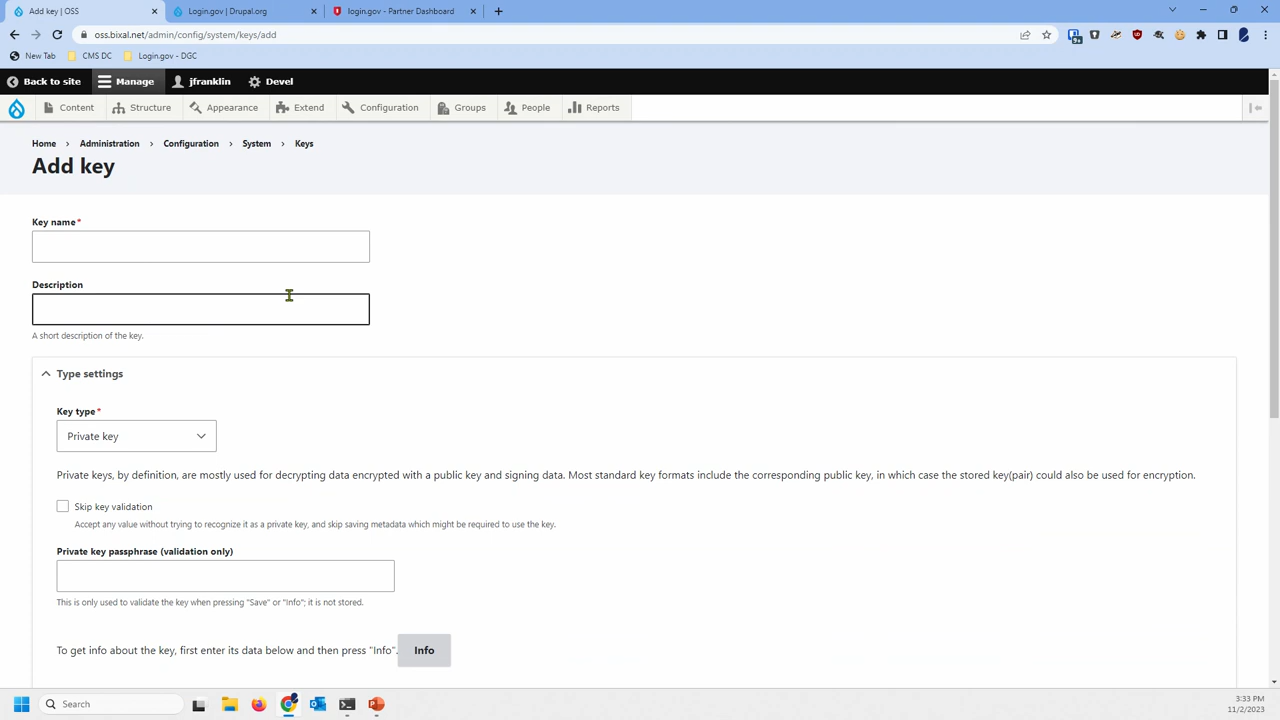 Add key | OSS
Login.gov | Drupal.org
login.gov - Partner Dashboard
oss.bixal.net/admin/config/system/keys/add
New Tab
CMS DC
Login.gov - DGC
Back to site
Manage
jfranklin
Devel
Content
Structure
Appearance
Extend
Configuration
Groups
People
Reports
Home > Administration > Configuration > System > Keys
Add key
Key name*
Description
A short description of the key.
Type settings
Key type*
Private key
Private keys, by definition, are mostly used for decrypting data encrypted with a public key and signing data. Most standard key formats include the corresponding public key, in which case the stored key(pair) could also be used for encryption.
Skip key validation
Accept any value without trying to recognize it as a private key, and skip saving metadata which might be required to use the key.
Private key passphrase (validation only)
This is only used to validate the key when pressing "Save" or "Info"; it is not stored.
To get info about the key, first enter its data below and then press "Info".
Info
Search
3:33 PM
11/2/2023